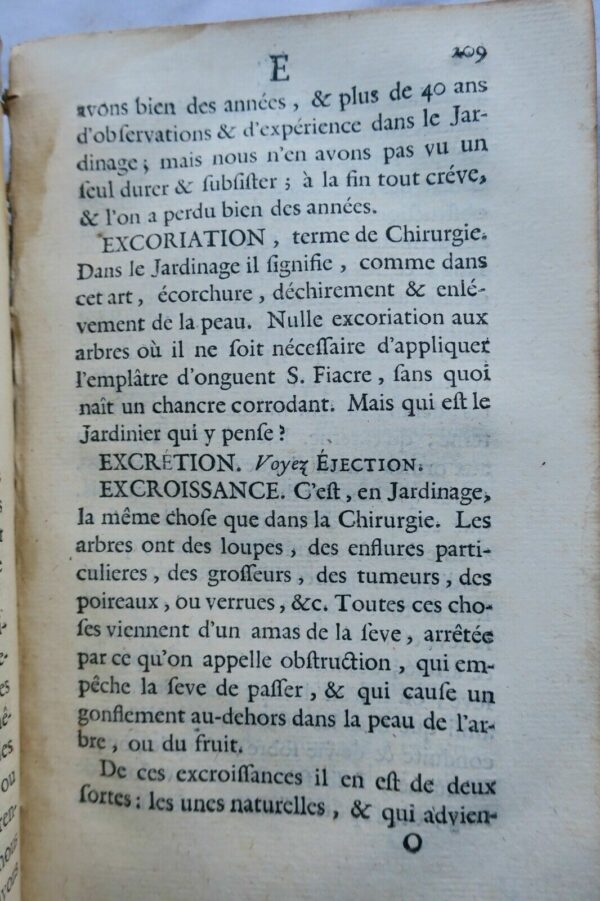 E 209
avons bien des années, & plus de 40 ans
d'obſervations & d'expérience dans le Jar-
dinage; mais nous n'en avons pas vu un
ſeul durer & ſubſiſter; à la fin tout créve,
& l'on a perdu bien des années.
EXCORIATION, terme de Chirurgie.
Dans le Jardinage il ſignifie, comme dans
cet art, écorchure, déchirement & enlé-
vement de la peau. Nulle excoriation aux
arbres où il ne ſoit néceſſaire d'appliquer
l'emplâtre d'onguent S. Fiacre, ſans quoi
naît un chancre corrodant. Mais qui eſt le
Jardinier qui y penſe?
EXCRÉTION. Voyez ÉJECTION.
EXCROISSANCE. C'eſt, en Jardinage,
la même choſe que dans la Chirurgie. Les
arbres ont des loupes, des enflures parti-
culieres, des groſſeurs, des tumeurs, des
poireaux, ou verrues, &c. Toutes ces cho-
ſes viennent d'un amas de la ſeve, arrêtée
par ce qu'on appelle obſtruction, qui em-
pêche la ſeve de paſſer, & qui cauſe un
gonflement au-dehors dans la peau de l'ar-
bre, ou du fruit.
De ces excroiſſances il en eſt de deux
ſortes: les unes naturelles, & qui advien-
O